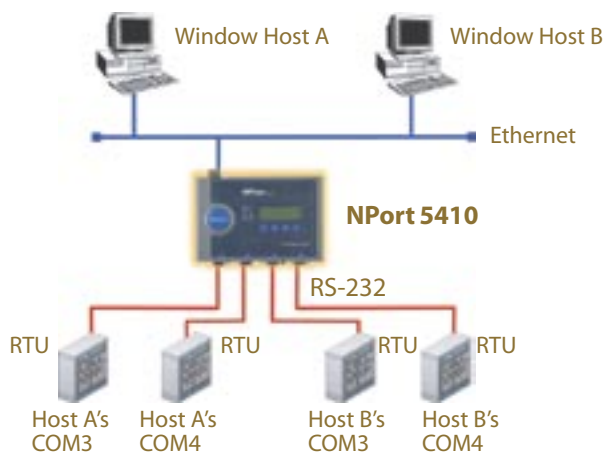 Window Host A
Window Host B
Ethernet
NPort 5410
RS-232
RTU
RTU
RTU
RTU
Host A's
COM3
Host A's
COM4
Host B's
COM3
Host B's
COM4